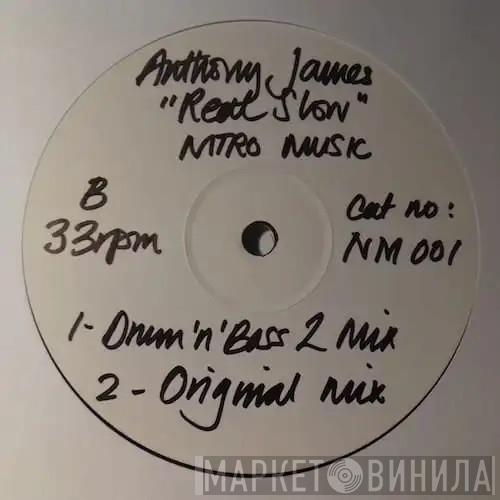 Anthony James
"Real Slow"
NITRO MUSIC
B
33rpm
Cat no:
NM 001
1 - Drum 'n' Bass 2 Mix
2 - Original mix
МАРКЕТ ВИНИЛА